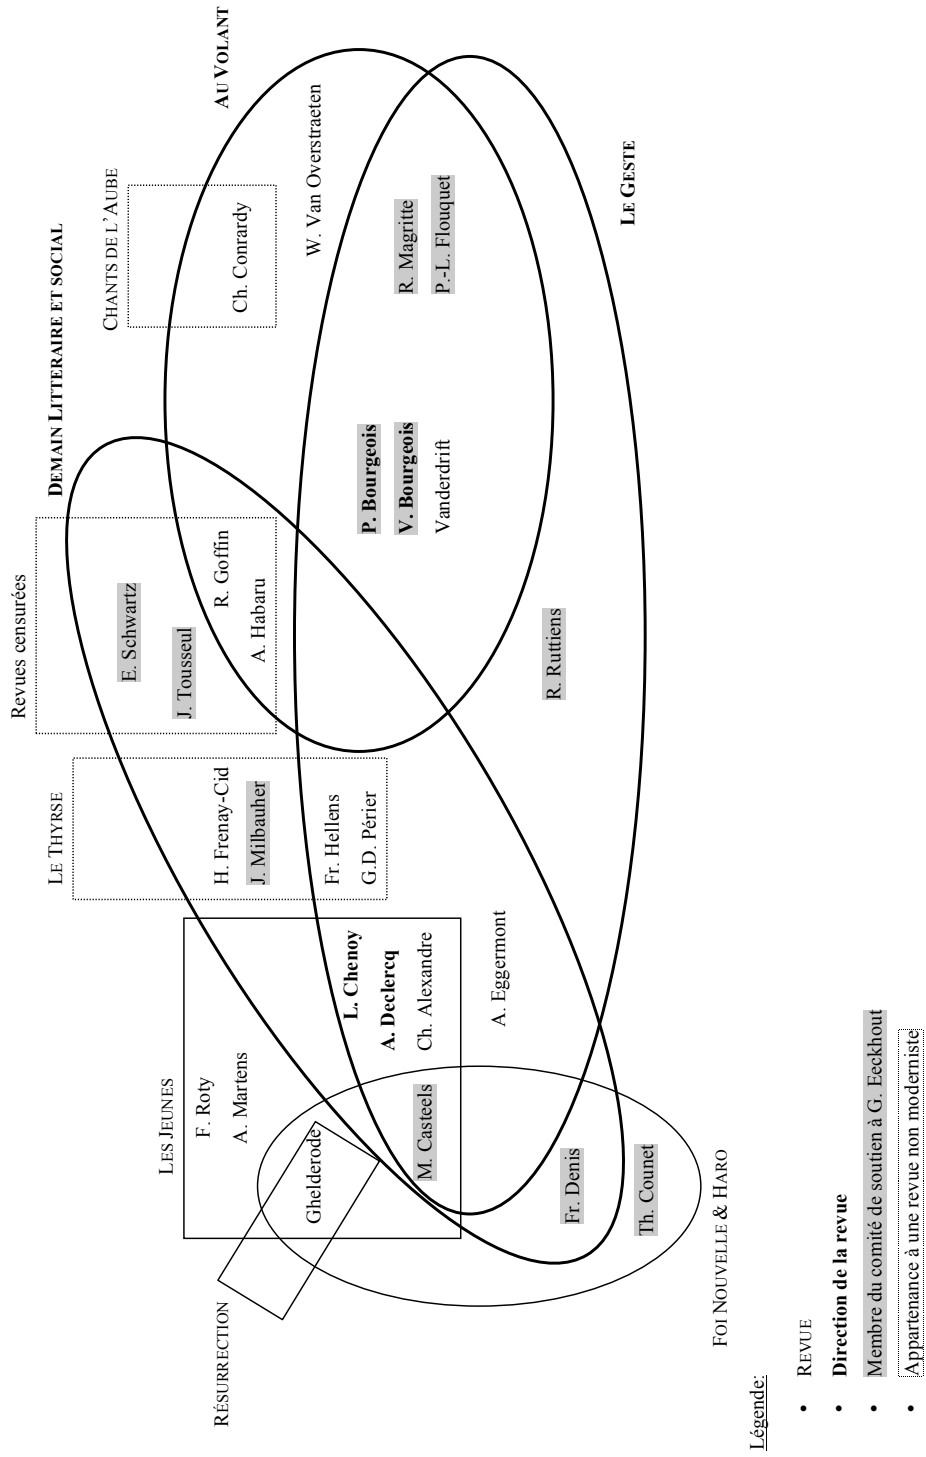 DEMAIN LITTERAIRE ET SOCIAL
AU VOLANT
CHANTS DE L'AUBE
Revues censurées
LE THYRSE
LES JEUNES
RÉSURRECTION
E. Schwartz
J. Tousseul
R. Goffin
A. Habaru
Ch. Conrardy
W. Van Overstraeten
H. Frenay-Cid
J. Milbauher
Fr. Hellens
G.D. Périer
F. Roty
A. Martens
Ghelderode
L. Chenoy
A. Declercq
Ch. Alexandre
M. Casteels
A. Eggermont
P. Bourgeois
V. Bourgeois
Vanderdrift
R. Magritte
P.-L. Flouquet
R. Ruttiens
Fr. Denis
Th. Counet
LE GESTE
FOI NOUVELLE & HARO
Légende:
• REVUE
• Direction de la revue
• Membre du comité de soutien à G. Eeckhout
• Appartenance à une revue non moderniste